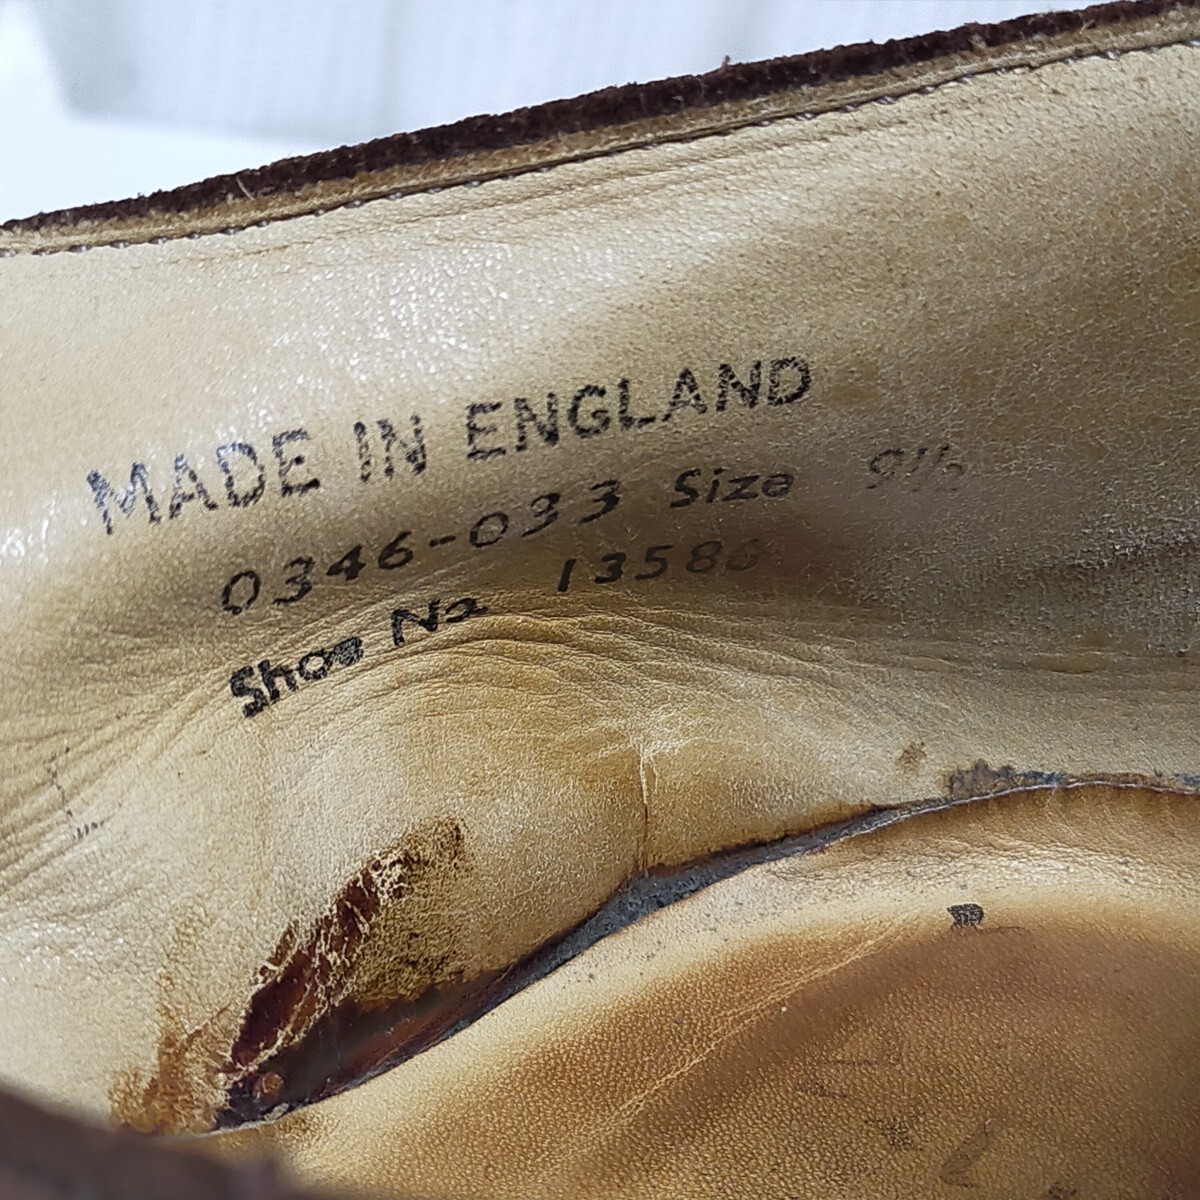 MADE IN ENGLAND
0346-033 Size 9½
Shoe No 13586